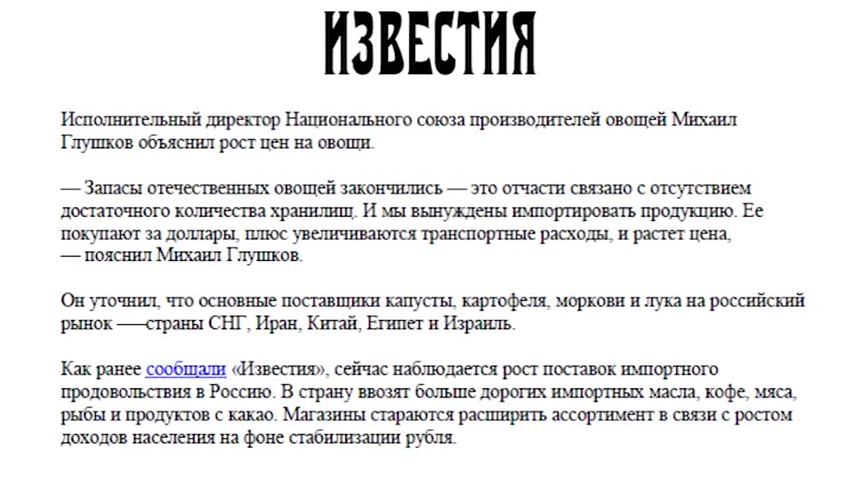 ИЗВЕСТИЯ
Исполнительный директор Национального союза производителей овощей Михаил
Глушков объяснил рост цен на овощи.
— Запасы отечественных овощей закончились — это отчасти связано с отсутствием
достаточного количества хранилищ. И мы вынуждены импортировать продукцию. Ее
покупают за доллары, плюс увеличиваются транспортные расходы, и растет цена,
— пояснил Михаил Глушков.
Он уточнил, что основные поставщики капусты, картофеля, моркови и лука на российский
рынок –—страны СНГ, Иран, Китай, Египет и Израиль.
Как ранее сообщали «Известия», сейчас наблюдается рост поставок импортного
продовольствия в Россию. В страну ввозят больше дорогих импортных масла, кофе, мяса,
рыбы и продуктов с какао. Магазины стараются расширить ассортимент в связи с ростом
доходов населения на фоне стабилизации рубля.